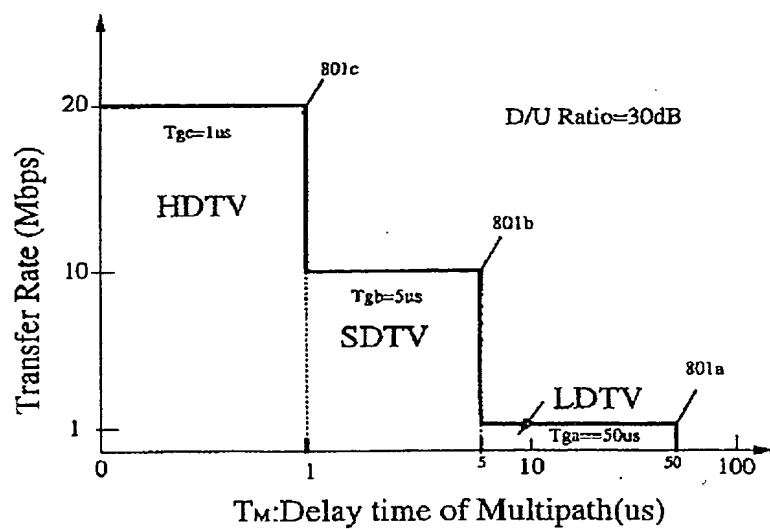 801c
20
D/U Ratio=30dB
Tgc=1us
HDTV
801b
10
Tgb=5us
SDTV
801a
LDTV
1
Tga==50us
0
1
5
10
50
100
Transfer Rate (Mbps)
TM:Delay time of Multipath(us)